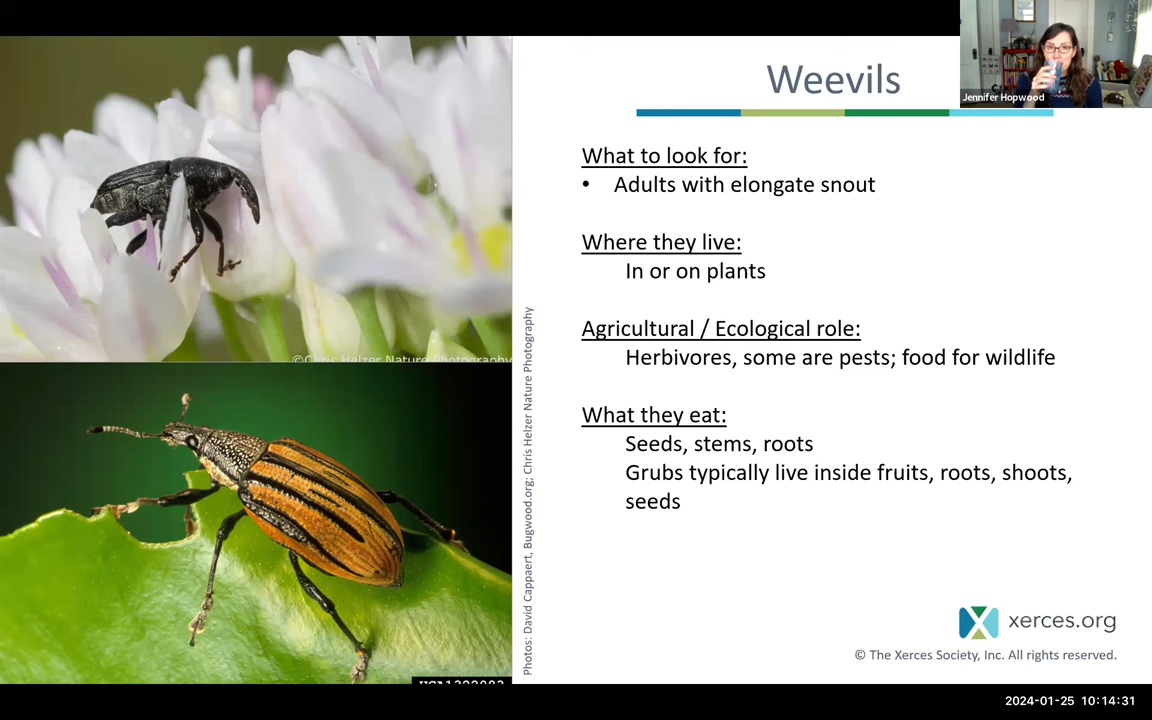 Weevils
Jennifer Hopwood
What to look for:
• Adults with elongate snout
Where they live:
In or on plants
Agricultural / Ecological role:
Herbivores, some are pests; food for wildlife
What they eat:
Seeds, stems, roots
Grubs typically live inside fruits, roots, shoots,
seeds
©Chris Helzer Nature Photography
Photos: David Cappaert, Bugwood.org; Chris Helzer Nature Photography
xerces.org
© The Xerces Society, Inc. All rights reserved.
2024-01-25 10:14:31